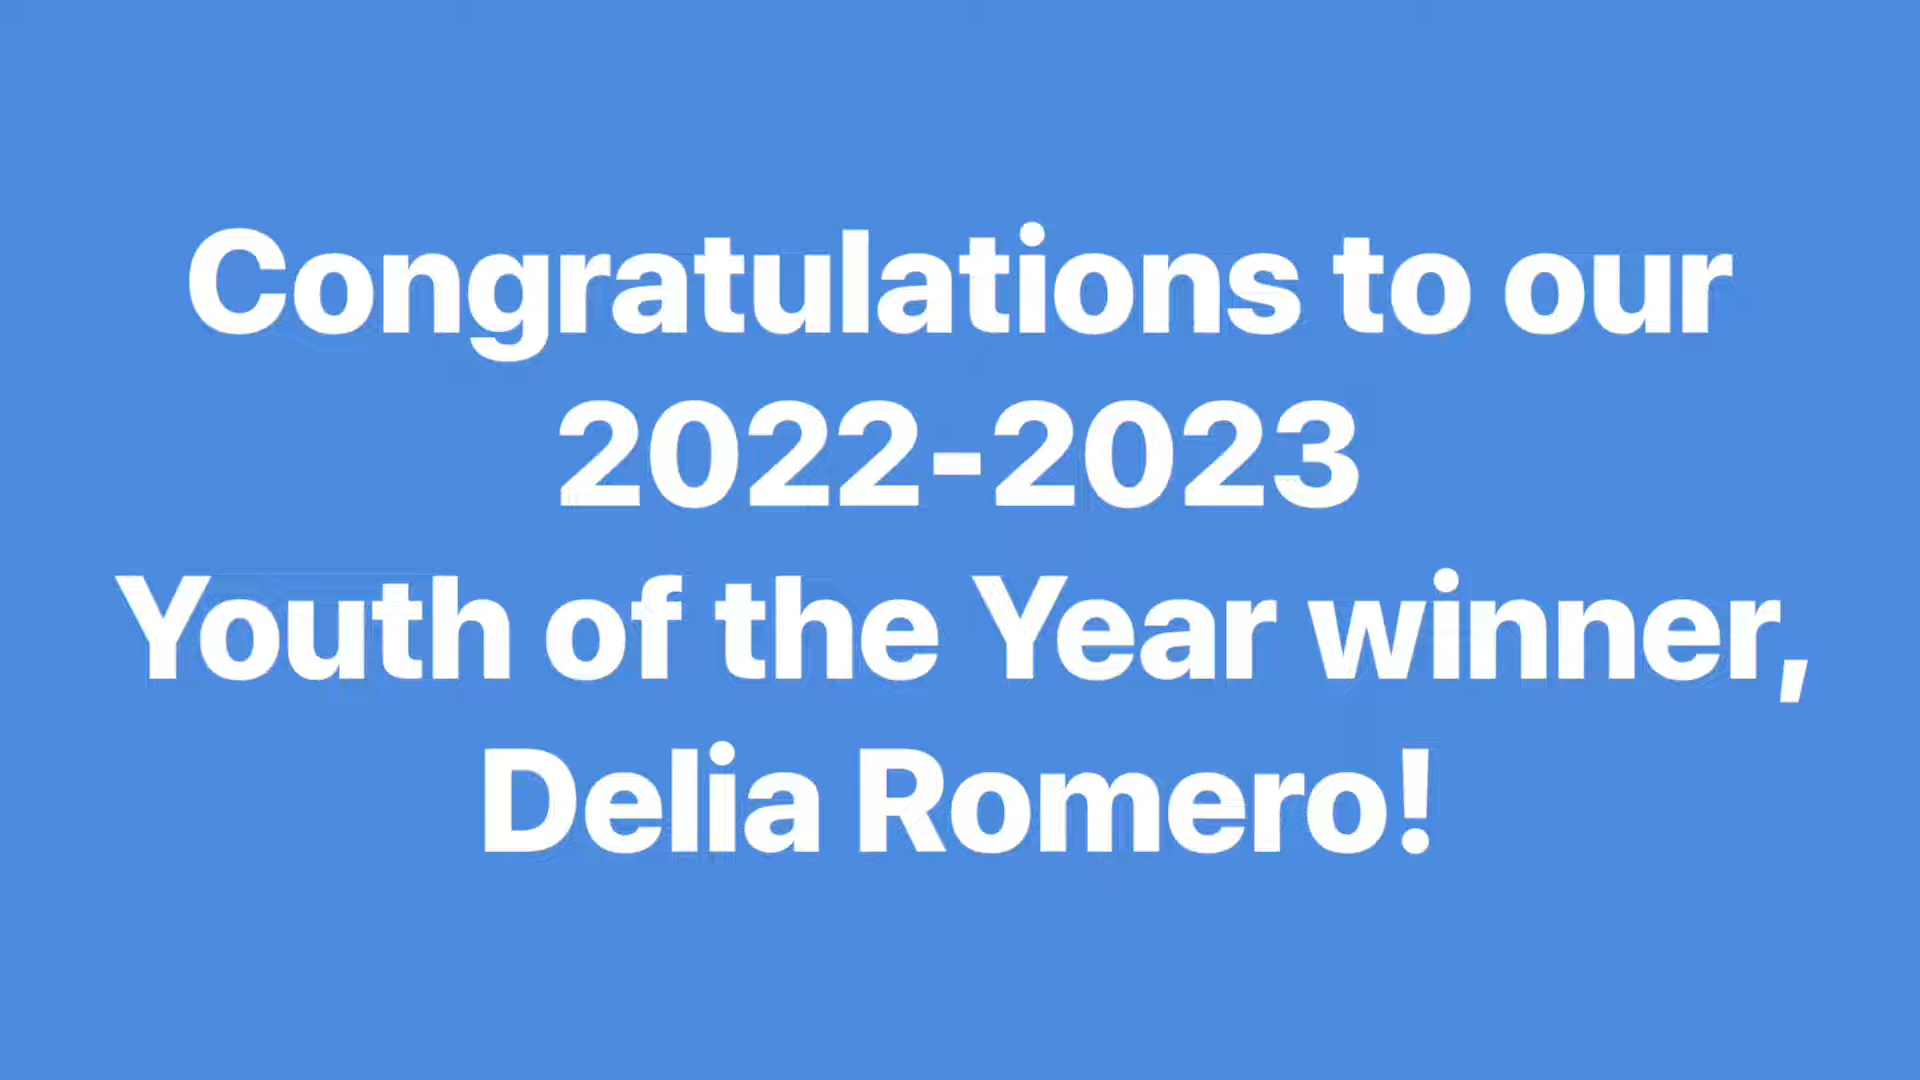 Congratulations to our
2022-2023
Youth of the Year winner,
Delia Romero!